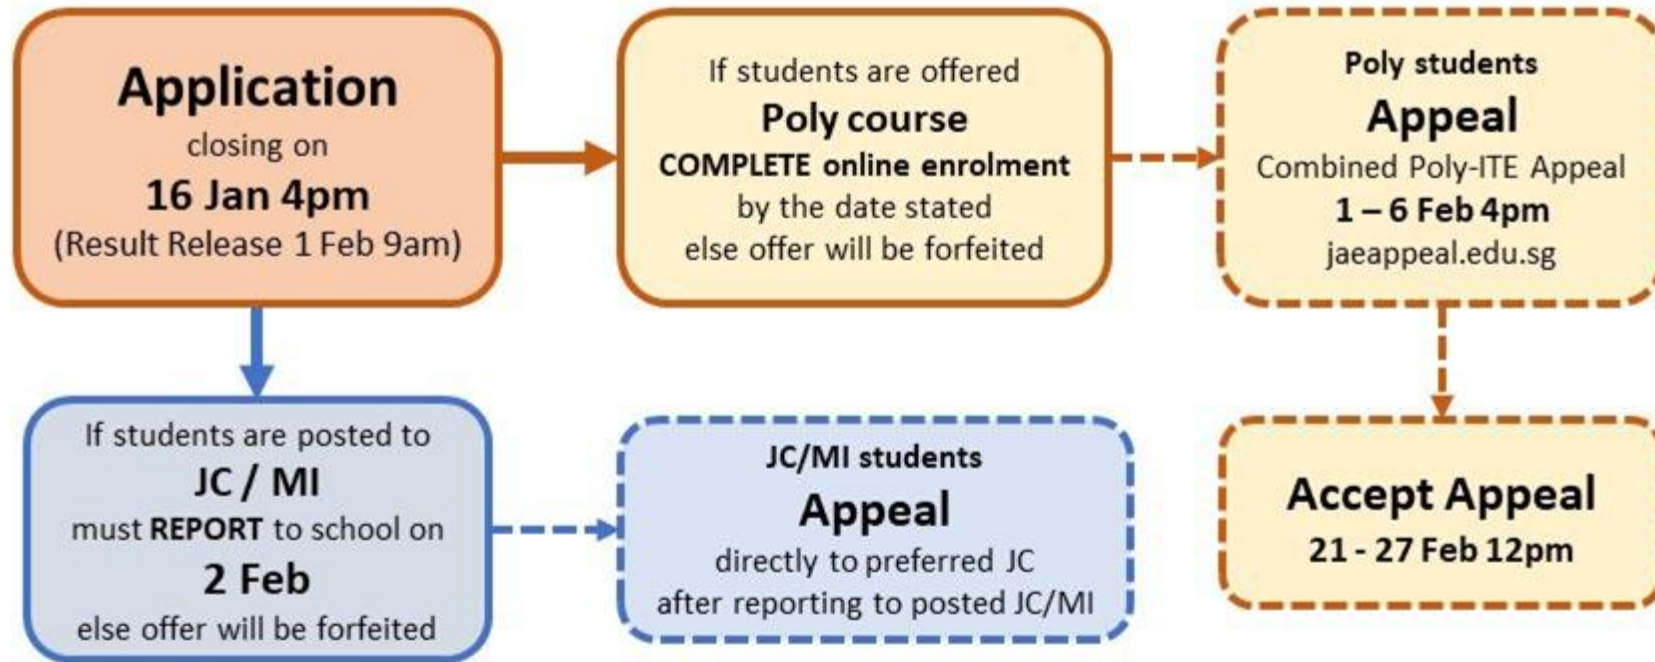 Application
closing on
16 Jan 4pm
(Result Release 1 Feb 9am)
If students are offered
Poly course
COMPLETE online enrolment
by the date stated
else offer will be forfeited
Poly students
Appeal
Combined Poly-ITE Appeal
1 – 6 Feb 4pm
jaeappeal.edu.sg
If students are posted to
JC / MI
must REPORT to school on
2 Feb
else offer will be forfeited
JC/MI students
Appeal
directly to preferred JC
after reporting to posted JC/MI
Accept Appeal
21 - 27 Feb 12pm